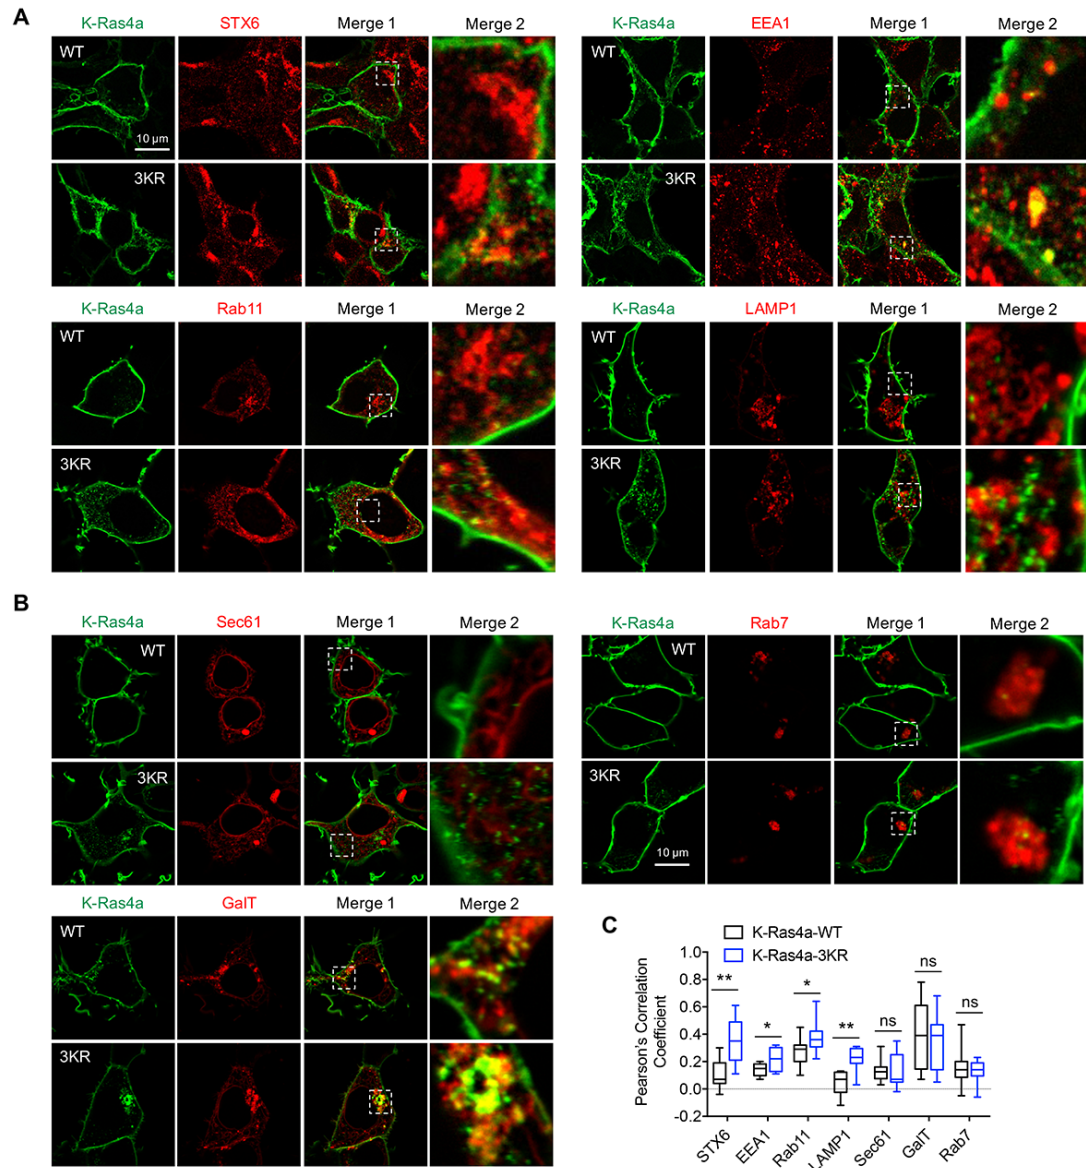 A
K-Ras4a STX6 Merge 1 Merge 2
WT
10 µm
3KR
K-Ras4a EEA1 Merge 1 Merge 2
WT
3KR
K-Ras4a Rab11 Merge 1 Merge 2
WT
3KR
K-Ras4a LAMP1 Merge 1 Merge 2
WT
3KR
B
K-Ras4a Sec61 Merge 1 Merge 2
WT
3KR
K-Ras4a Rab7 Merge 1 Merge 2
WT
3KR
10 µm
K-Ras4a GalT Merge 1 Merge 2
WT
3KR
C
K-Ras4a-WT
K-Ras4a-3KR
Pearson's Correlation
Coefficient
1.0
0.8
0.6
0.4
0.2
0.0
-0.2
** * * ** ns ns ns
STX6 EEA1 Rab11 LAMP1 Sec61 GalT Rab7